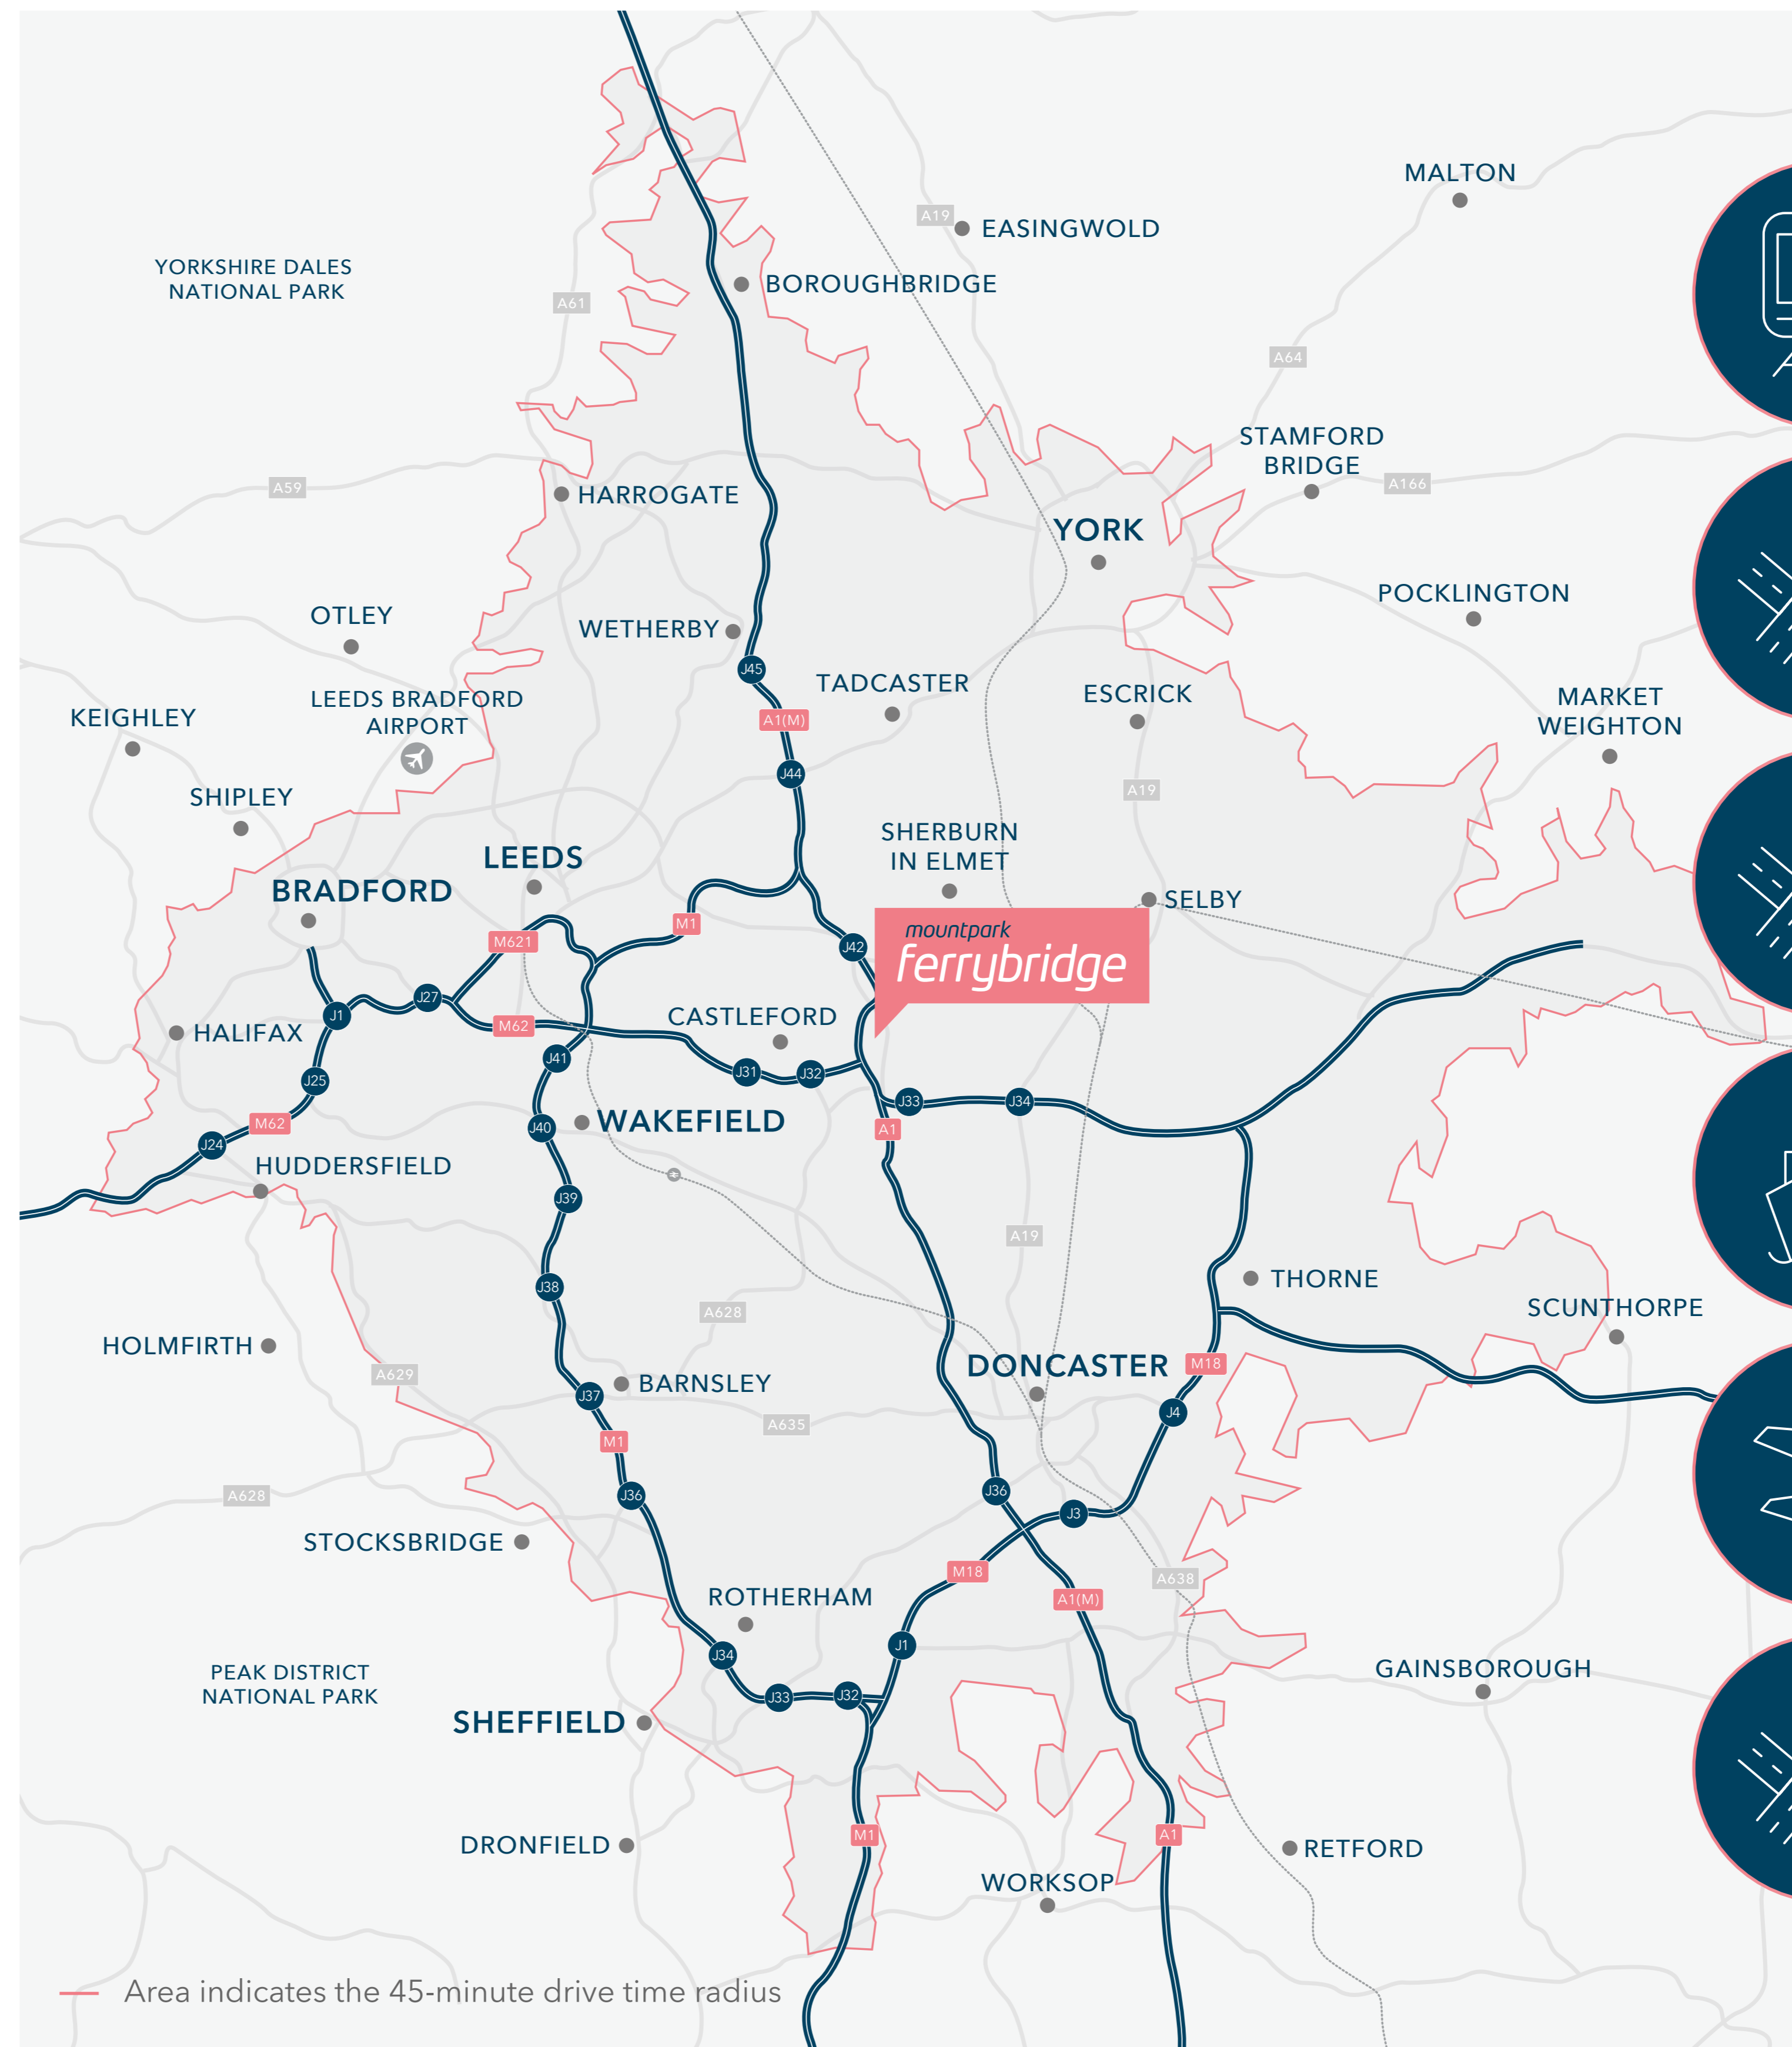 MALTON
A19
EASINGWOLD
YORKSHIRE DALES
NATIONAL PARK
BOROUGHBRIDGE
A61
A64
STAMFORD
BRIDGE
A59
HARROGATE
A166
YORK
POCKLINGTON
OTLEY
WETHERBY
J45
TADCASTER
ESCRICK
MARKET
WEIGHTON
LEEDS BRADFORD
AIRPORT
KEIGHLEY
A1(M)
J44
A19
SHIPLEY
SHERBURN
IN ELMET
LEEDS
BRADFORD
SELBY
M1
M621
J42
mountpark
ferrybridge
J27
J1
M62
CASTLEFORD
HALIFAX
J41
J31
J32
J25
J33
J34
M62
J40
WAKEFIELD
A1
J24
HUDDERSFIELD
J39
A19
J38
THORNE
A628
SCUNTHORPE
HOLMFIRTH
A629
DONCASTER
M18
BARNSLEY
J37
J4
A635
M1
J36
A628
J36
J3
STOCKSBRIDGE
M18
A638
ROTHERHAM
A1(M)
J1
J34
PEAK DISTRICT
NATIONAL PARK
GAINSBOROUGH
J33
J32
SHEFFIELD
M1
A1
DRONFIELD
RETFORD
WORKSOP
Area indicates the 45-minute drive time radius